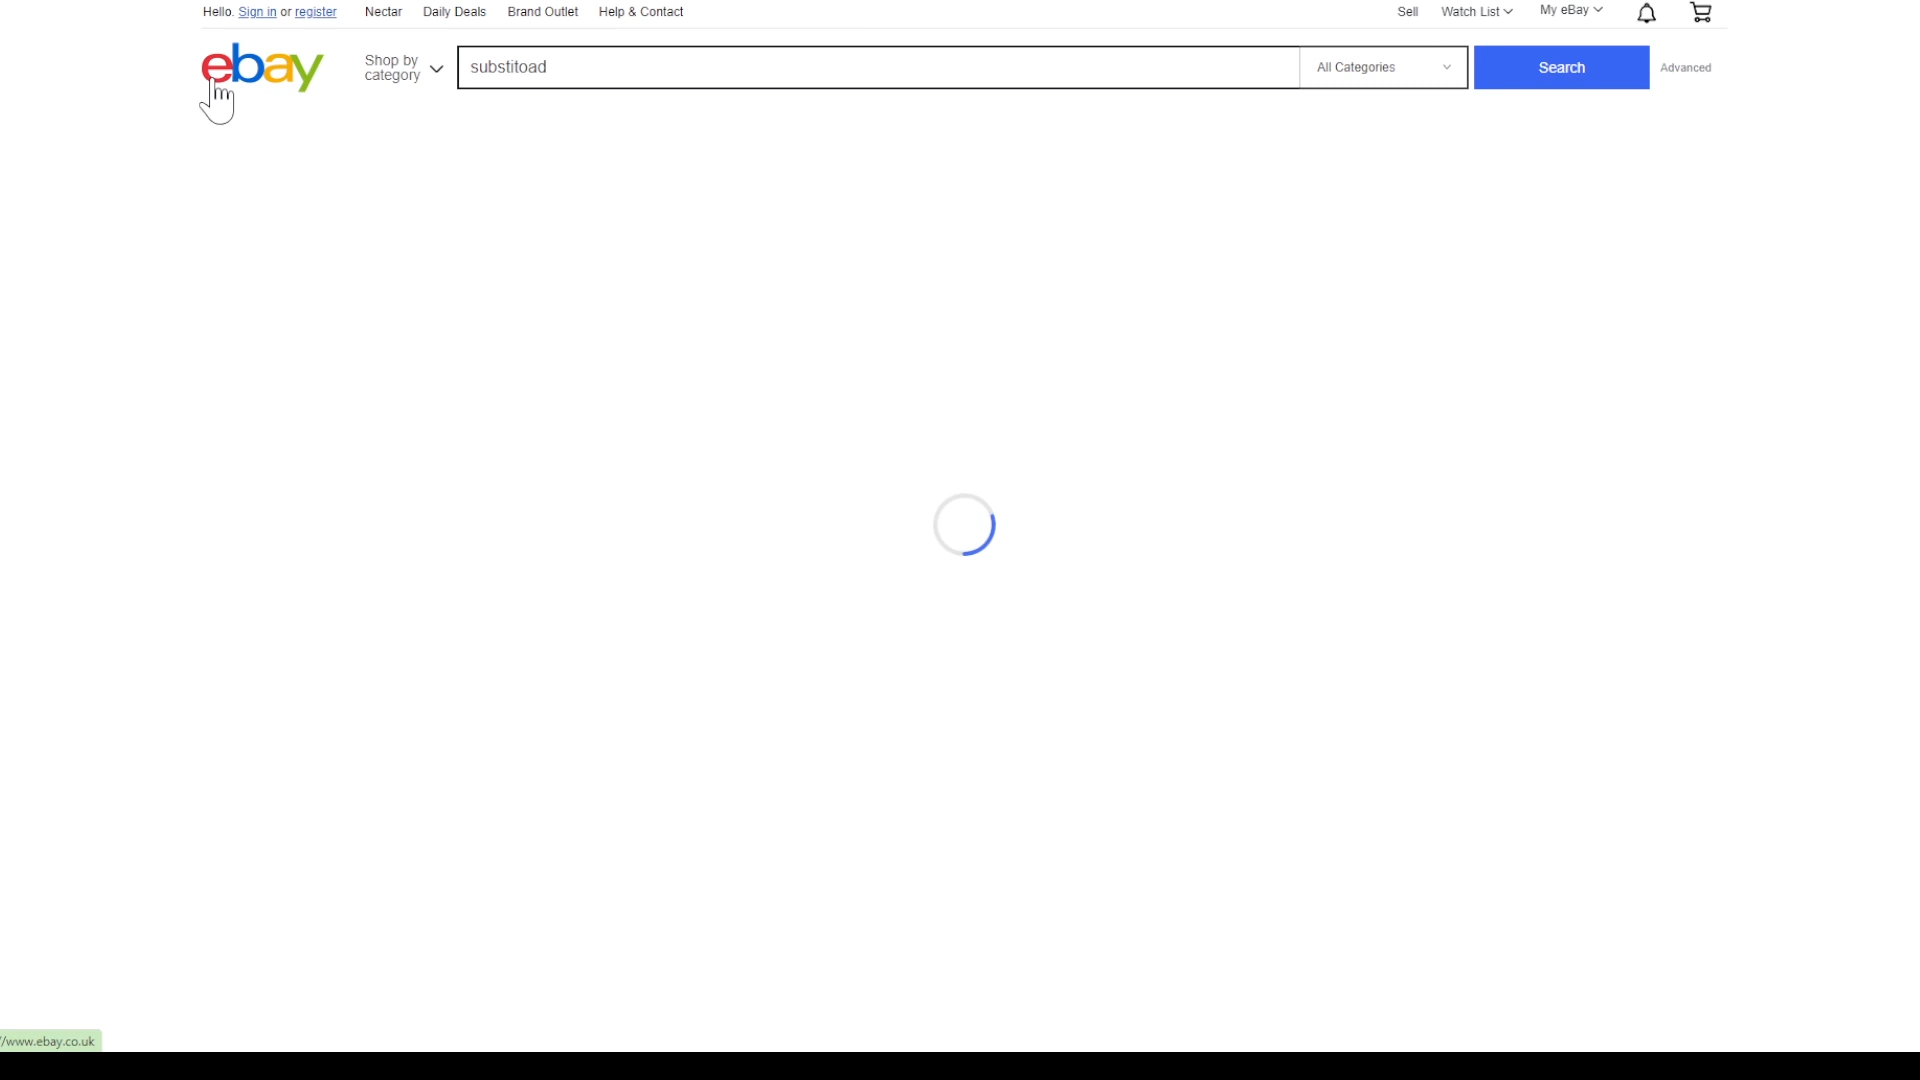 Hello. Sign in or register Nectar Daily Deals Brand Outlet Help & Contact Sell Watch List My eBay
ebay Shop by category substitoad All Categories Search Advanced
/www.ebay.co.uk